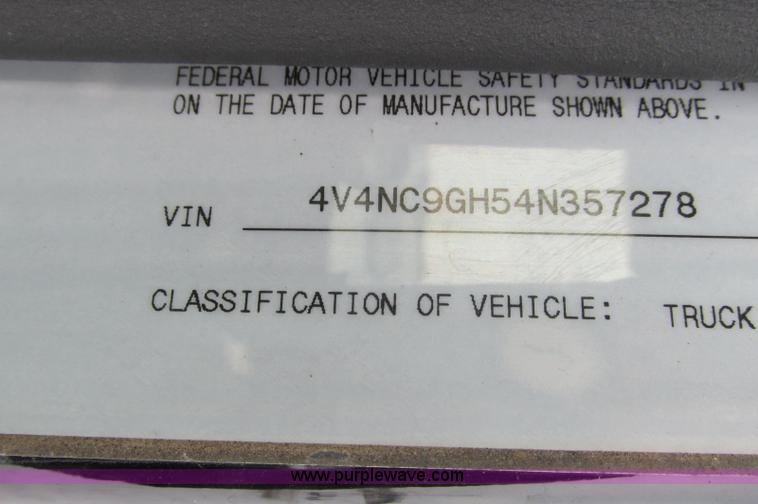 FEDERAL MOTOR VEHICLE SAFETY STANDARDS IN
ON THE DATE OF MANUFACTURE SHOWN ABOVE.
VIN 4V4NC9GH54N357278
CLASSIFICATION OF VEHICLE: TRUCK
www.purplewave.com